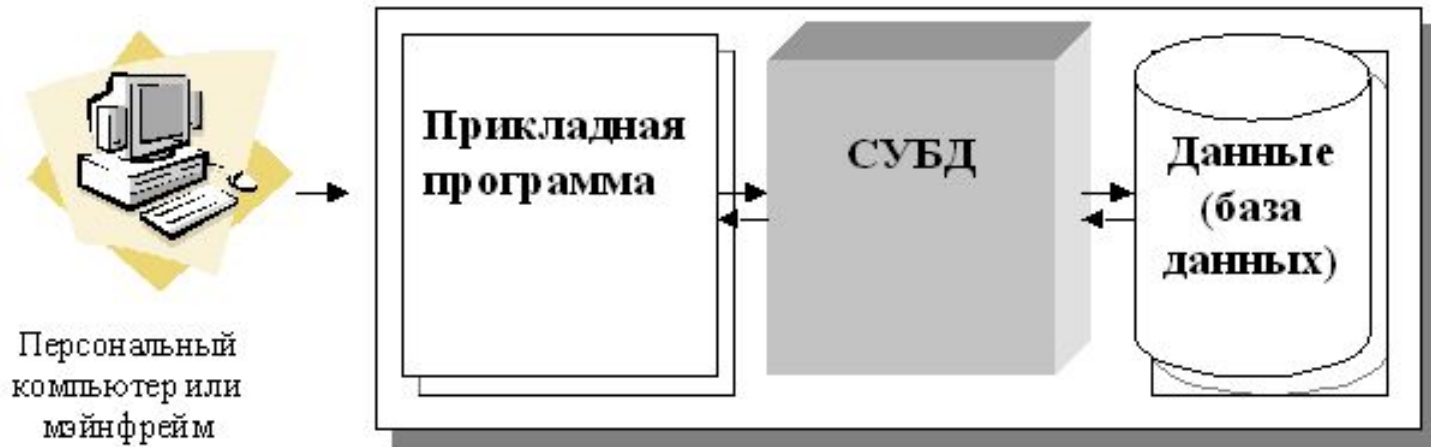 Прикладная
программа
СУБД
Данные
(база
данных)
Персональный
компьютер или
мэйнфрейм